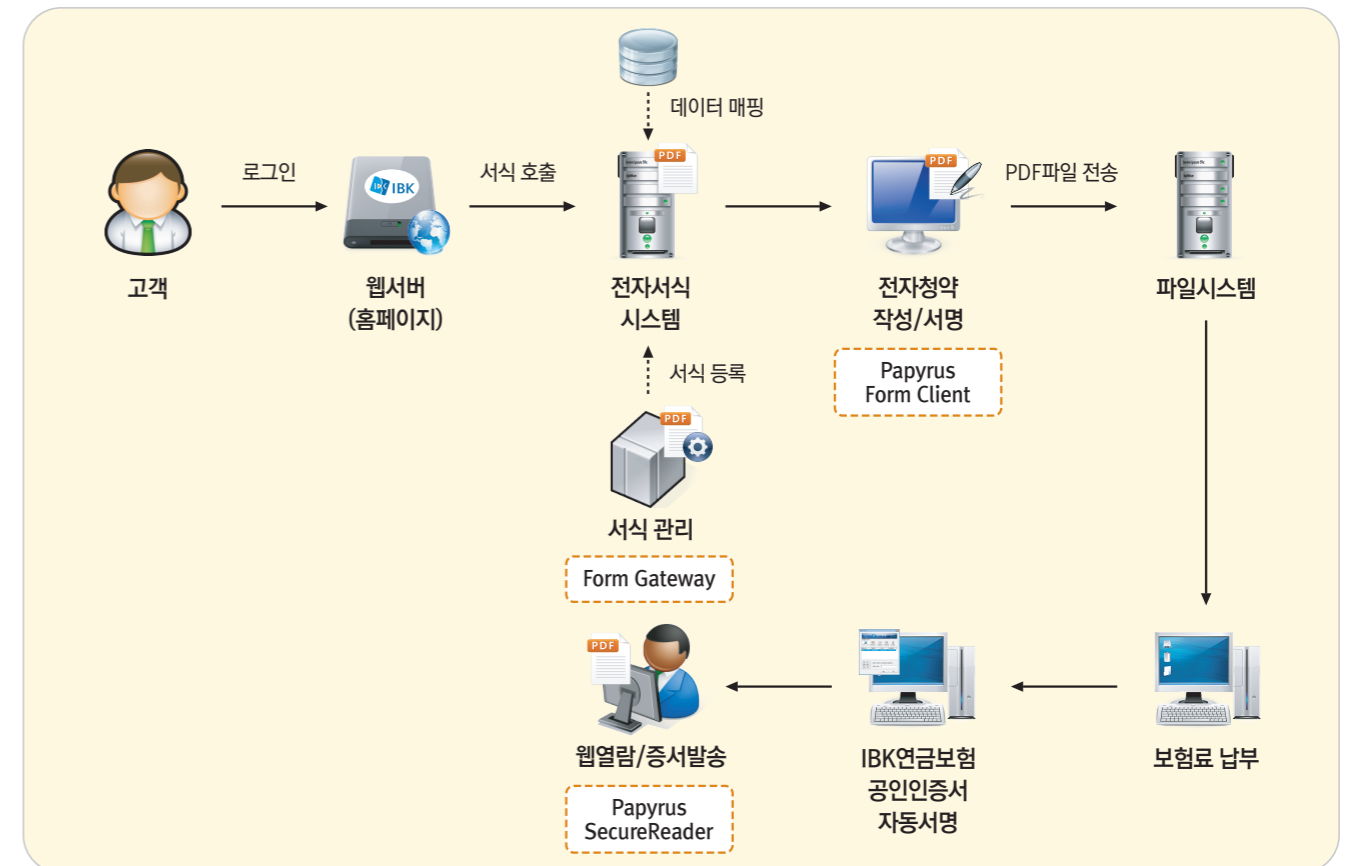 데이터 매핑
PDF
PDF
로그인
서식 호출
PDF파일 전송
IBK
고객
웹서버
(홈페이지)
전자서식
시스템
전자청약
작성/서명
파일시스템
Papyrus
Form Client
서식 등록
PDF
서식 관리
Form Gateway
PDF
웹열람/증서발송
IBK연금보험
공인인증서
자동서명
보험료 납부
Papyrus
SecureReader